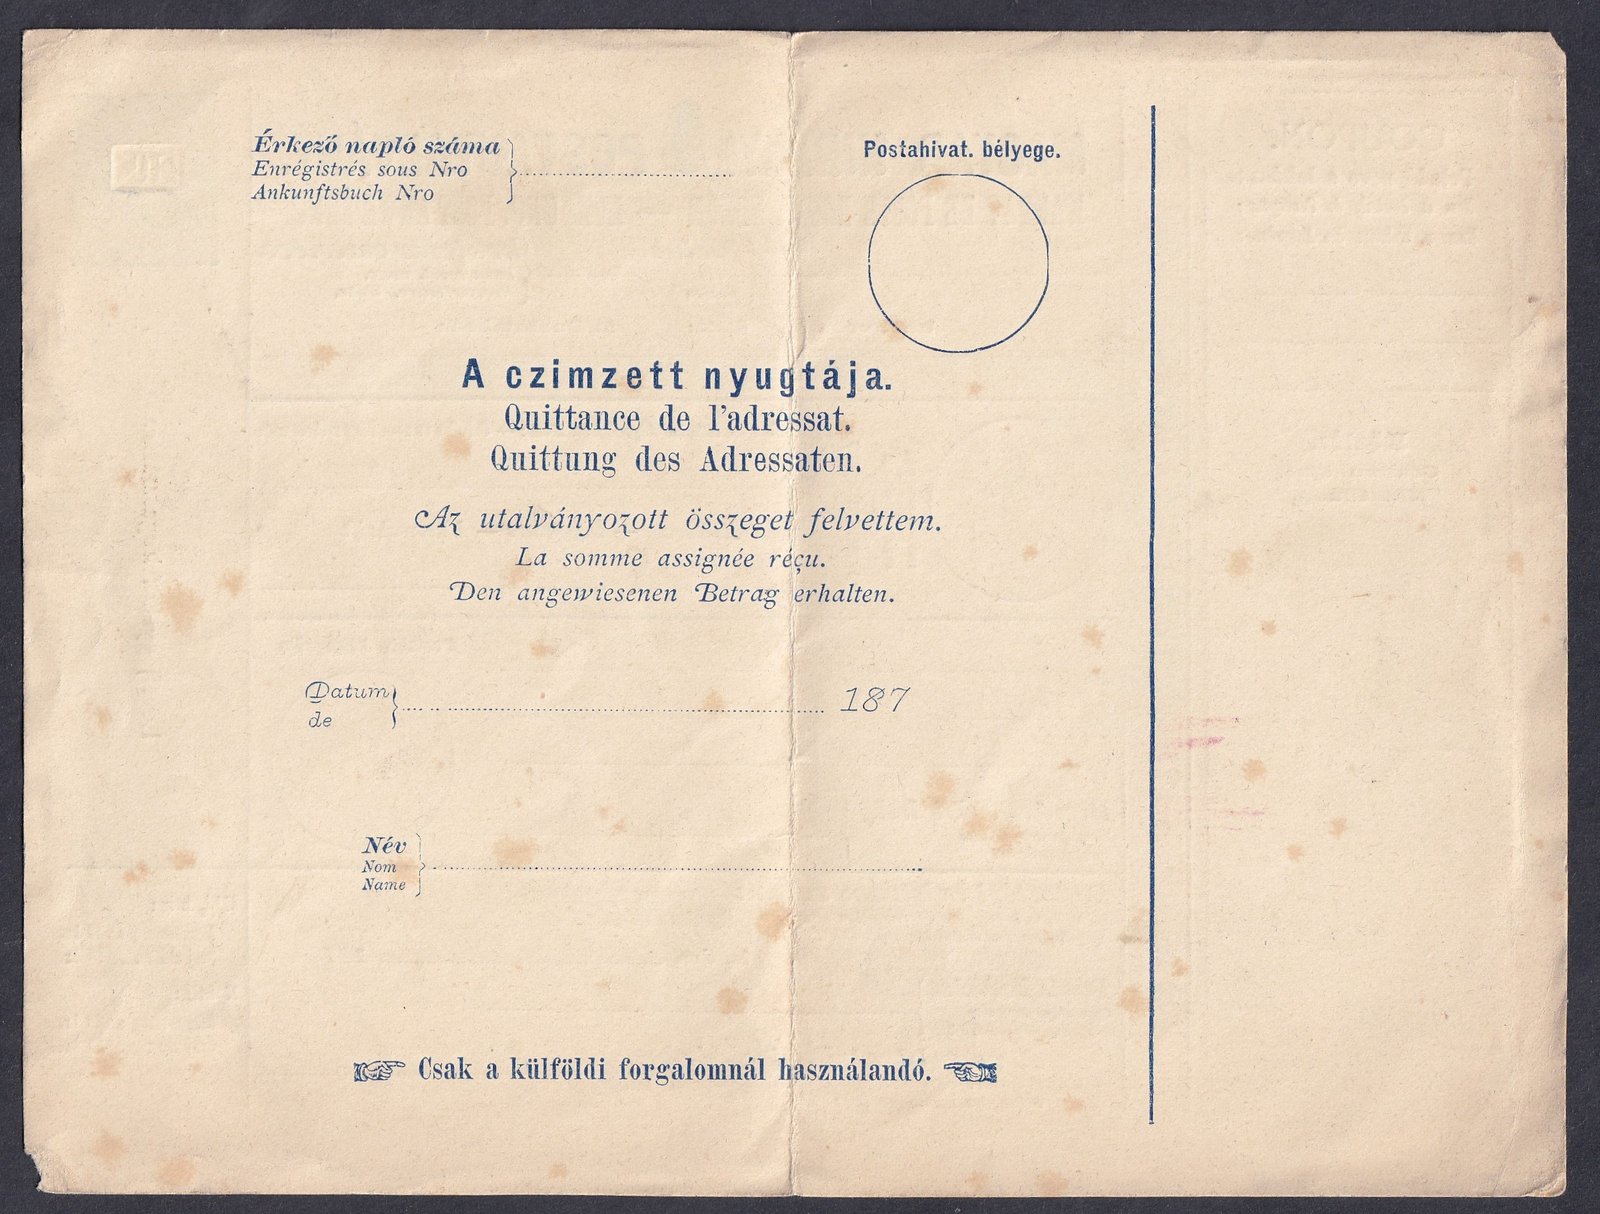 Érkező napló száma
Enrégistrés sous Nro
Ankunftsbuch Nro
Postahivat. bélyege.
A czimzett nyugtája.
Quittance de l'adressat.
Quittung des Adressaten.
Az utalványozott összeget felvettem.
La somme assignée réçu.
Den angewiesenen Betrag erhalten.
Datum
de
187
Név
Nom
Name
Csak a külföldi forgalomnál használandó.